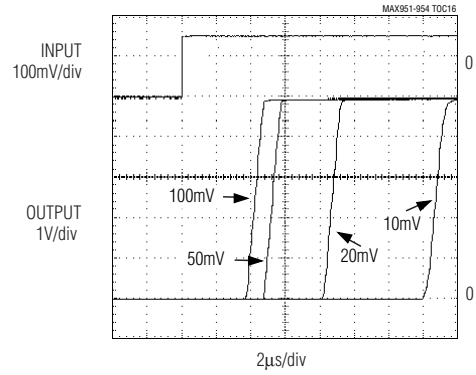 MAX951-954 TOC16
INPUT
100mV/div
0
OUTPUT
1V/div
100mV
50mV
20mV
10mV
0
2µs/div